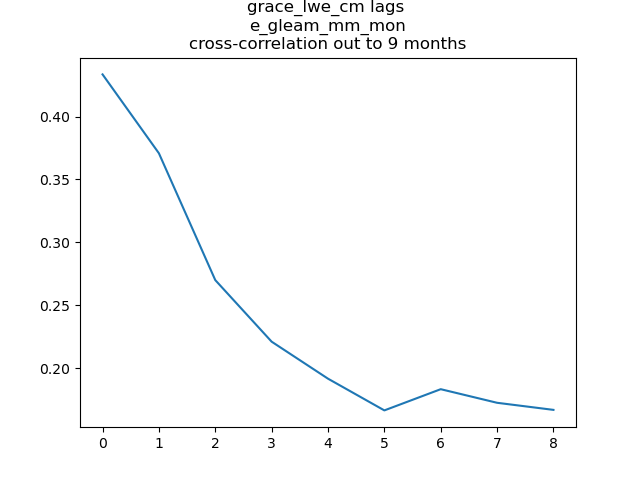 grace_lwe_cm lags
e_gleam_mm_mon
cross-correlation out to 9 months
0.40
0.35
0.30
0.25
0.20
0 1 2 3 4 5 6 7 8